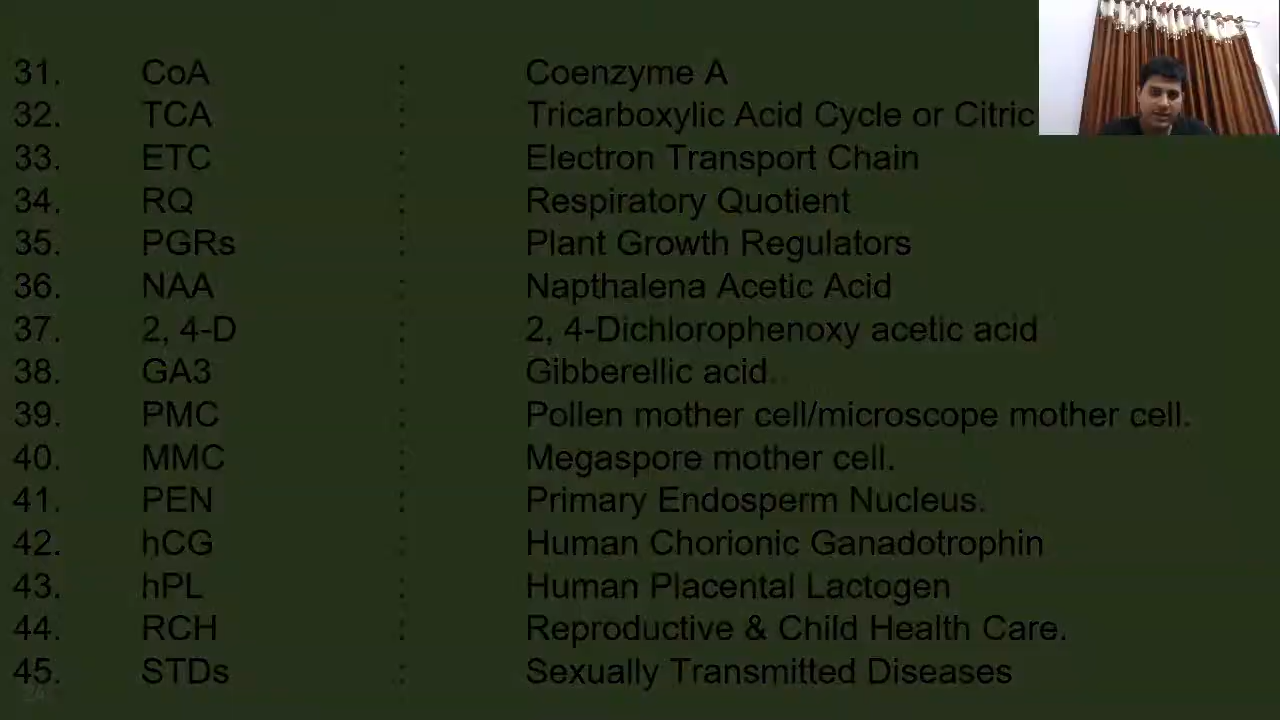 31. CoA : Coenzyme A
32. TCA : Tricarboxylic Acid Cycle or Citric
33. ETC : Electron Transport Chain
34. RQ : Respiratory Quotient
35. PGRs : Plant Growth Regulators
36. NAA : Napthalena Acetic Acid
37. 2, 4-D : 2, 4-Dichlorophenoxy acetic acid
38. GA3 : Gibberellic acid.
39. PMC : Pollen mother cell/microscope mother cell.
40. MMC : Megaspore mother cell.
41. PEN : Primary Endosperm Nucleus.
42. hCG : Human Chorionic Ganadotrophin
43. hPL : Human Placental Lactogen
44. RCH : Reproductive & Child Health Care.
45. STDs : Sexually Transmitted Diseases